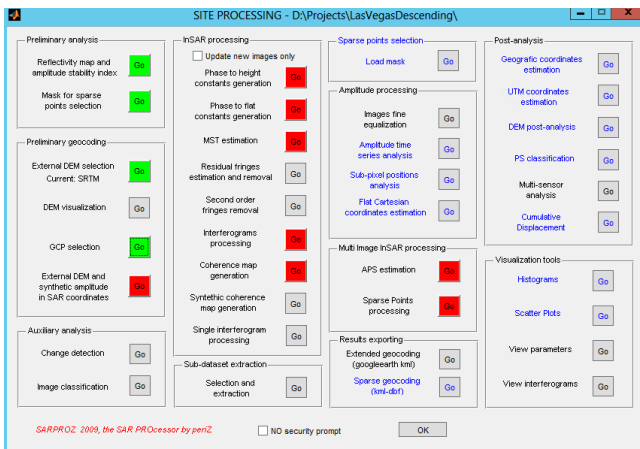 SITE PROCESSING - D:\Projects\LasVegasDescending\
Preliminary analysis
Reflectivity map and
amplitude stability index
Go
Mask for sparse
points selection
Go
Preliminary geocoding
External DEM selection
Current: SRTM
Go
DEM visualization
Go
GCP selection
Go
External DEM and
synthetic amplitude
in SAR coordinates
Go
Auxiliary analysis
Change detection
Go
Image classification
Go
InSAR processing
Update new images only
Phase to height
constants generation
Go
Phase to flat
constants generation
Go
MST estimation
Go
Residual fringes
estimation and removal
Go
Second order
fringes removal
Go
Interferograms
processing
Go
Coherence map
generation
Go
Syntethic coherence
map generation
Go
Single interferogram
processing
Go
Sub-dataset extraction
Selection and
extraction
Go
Sparse points selection
Load mask
Go
Amplitude processing
Images fine
equalization
Go
Amplitude time
series analysis
Go
Sub-pixel positions
analysis
Go
Flat Cartesian
coordinates estimation
Go
Multi Image InSAR processing
APS estimation
Go
Sparse Points
processing
Go
Results exporting
Extended geocoding
(googleearth kml)
Go
Sparse geocoding
(kml-dbf)
Go
Post-analysis
Geografic coordinates
estimation
Go
UTM coordinates
estimation
Go
DEM post-analysis
Go
PS classification
Go
Multi-sensor
analysis
Go
Cumulative
Displacement
Go
Visualization tools
Histograms
Go
Scatter Plots
Go
View parameters
Go
View interferograms
Go
SARPROZ 2009, the SAR PROcessor by periZ
NO security prompt
OK